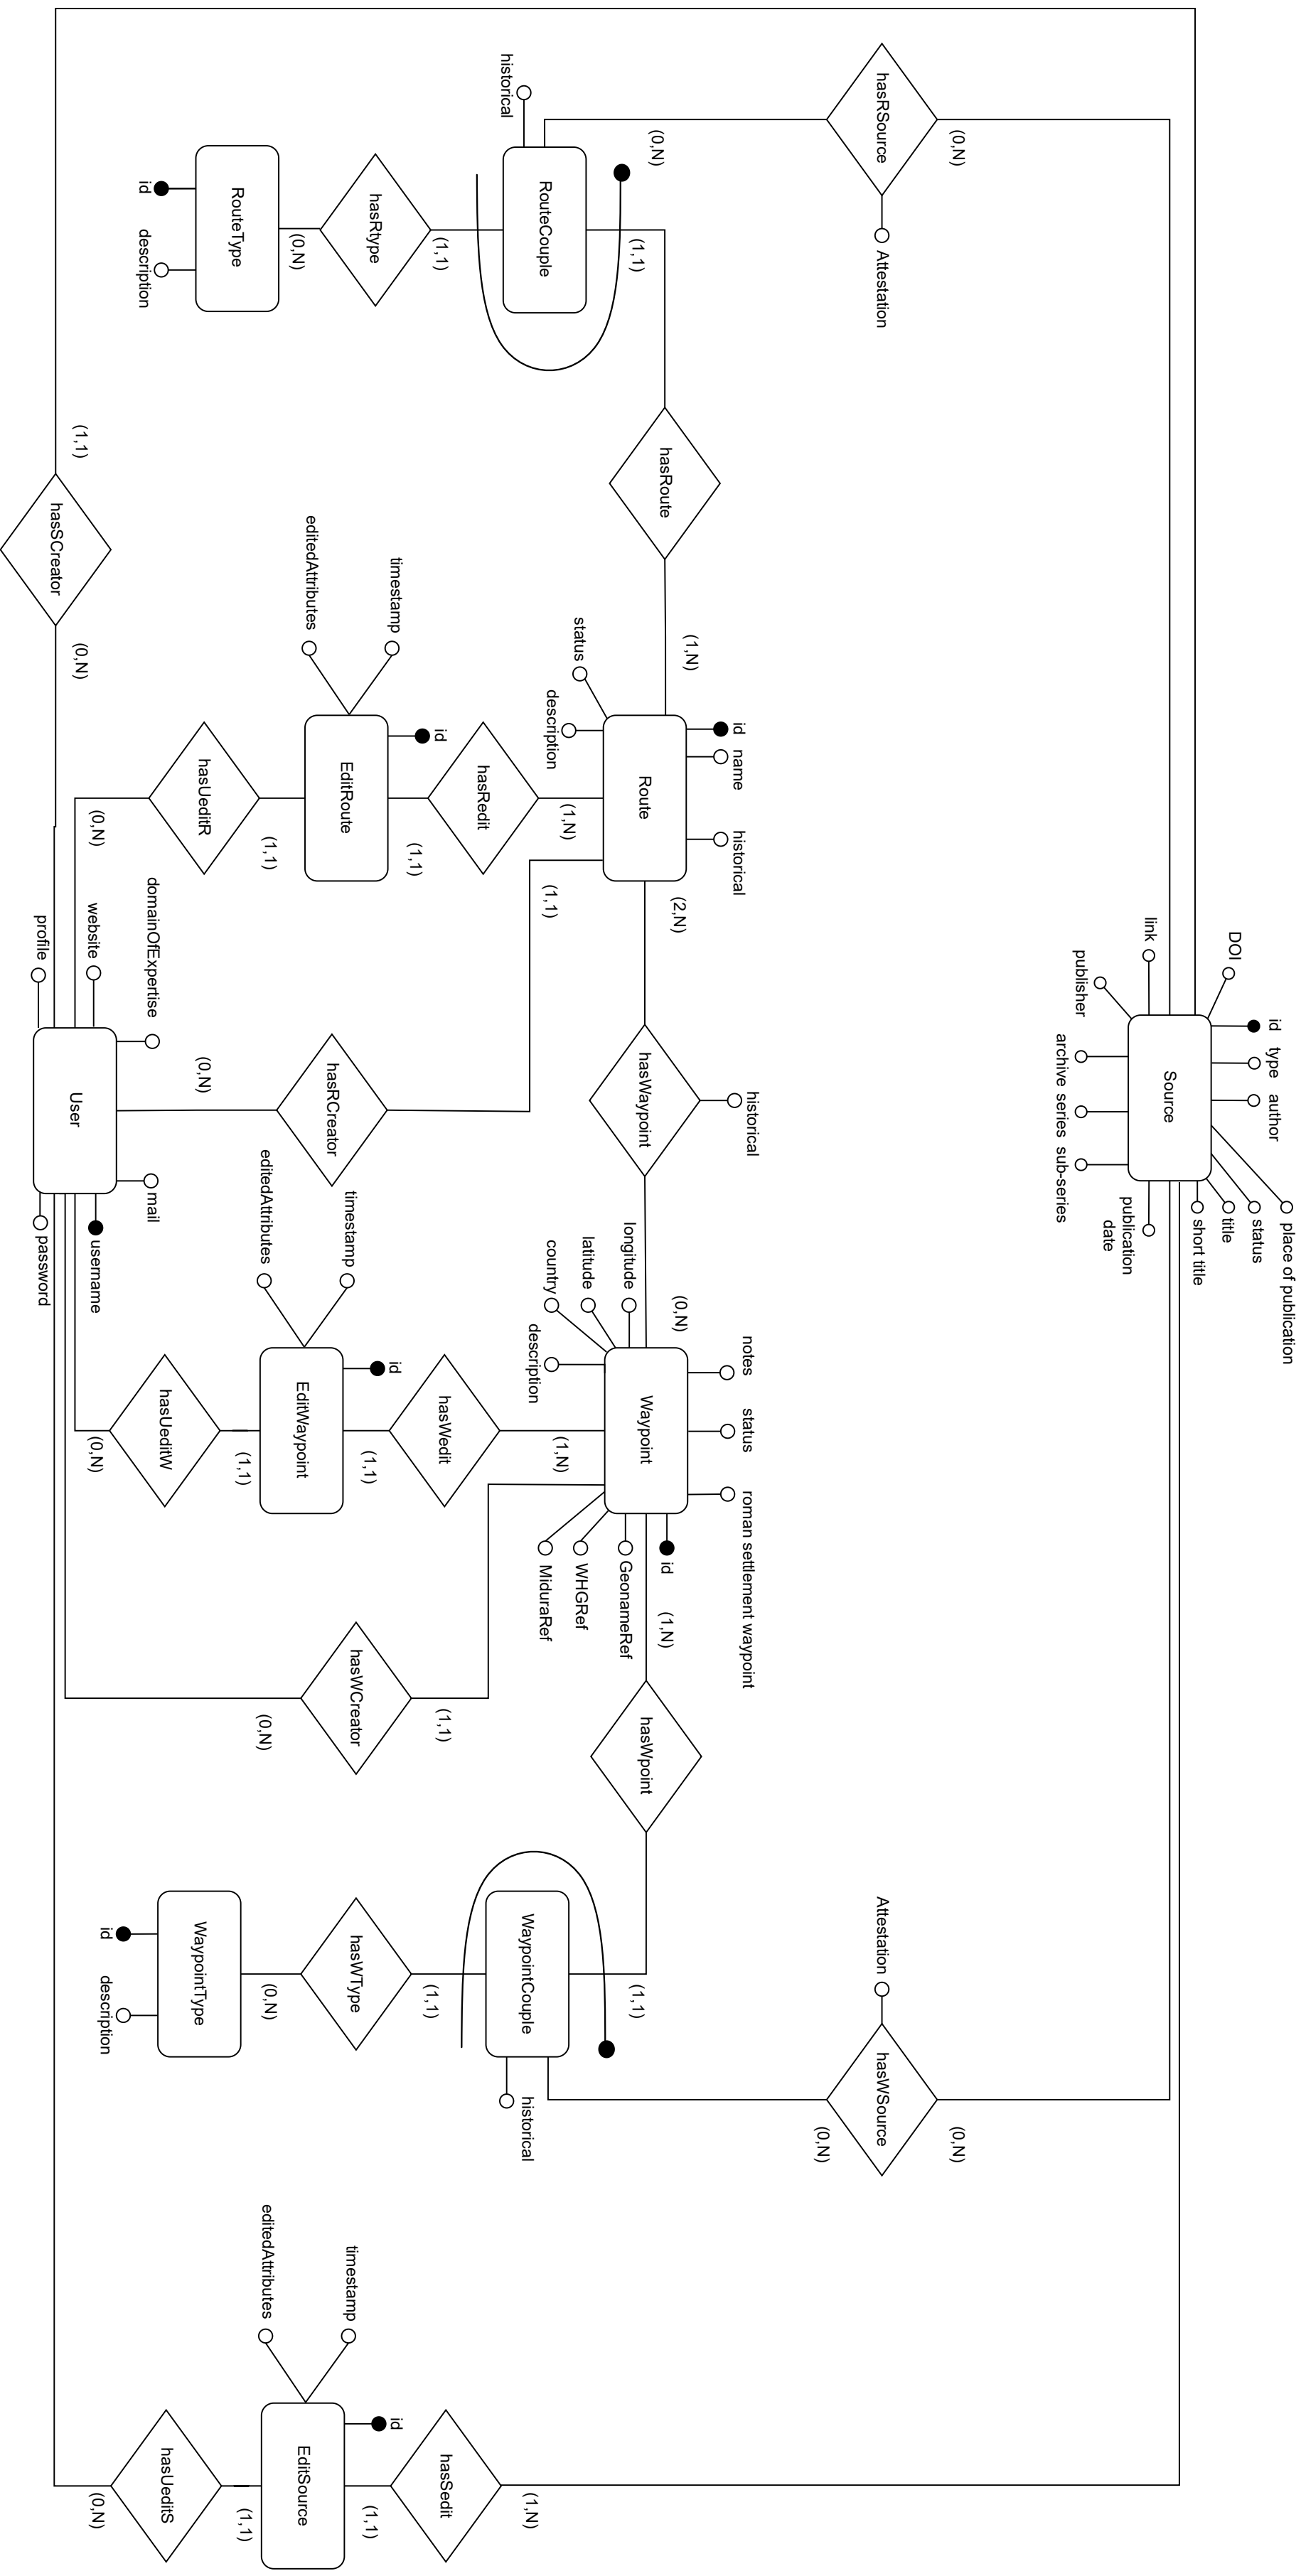 place of publication
id
type
author
status
DOI
title
short title
Source
link
publication
date
publisher
archive
series
sub-series
(0,N)
(0,N)
hasRSource
Attestation
Attestation
hasWSource
(0,N)
(0,N)
historical
notes
status
roman settlement waypoint
id
name
historical
(1,N)
(2,N)
(0,N)
id
(1,N)
(1,1)
(1,1)
hasRoute
Route
hasWaypoint
Waypoint
hasWpoint
longitude
latitude
country
description
GeonameRef
WHGRef
MiduraRef
status
description
historical
RouteCouple
WaypointCouple
historical
(1,N)
(1,1)
(1,N)
(1,N)
hasRtype
(1,1)
hasRedit
(1,1)
id
hasWedit
(1,1)
id
(1,1)
(1,1)
id
hasSedit
(1,1)
timestamp
editedAttributes
EditRoute
hasRCreator
timestamp
editedAttributes
EditWaypoint
hasWCreator
hasWType
timestamp
editedAttributes
EditSource
(0,N)
RouteType
(1,1)
(0,N)
(1,1)
(0,N)
(0,N)
(1,1)
WaypointType
id
description
hasUeditR
hasUeditW
hasUeditS
id
description
domainOfExpertise
mail
(0,N)
website
username
(0,N)
(0,N)
(1,1)
(0,N)
User
hasSCreator
profile
password